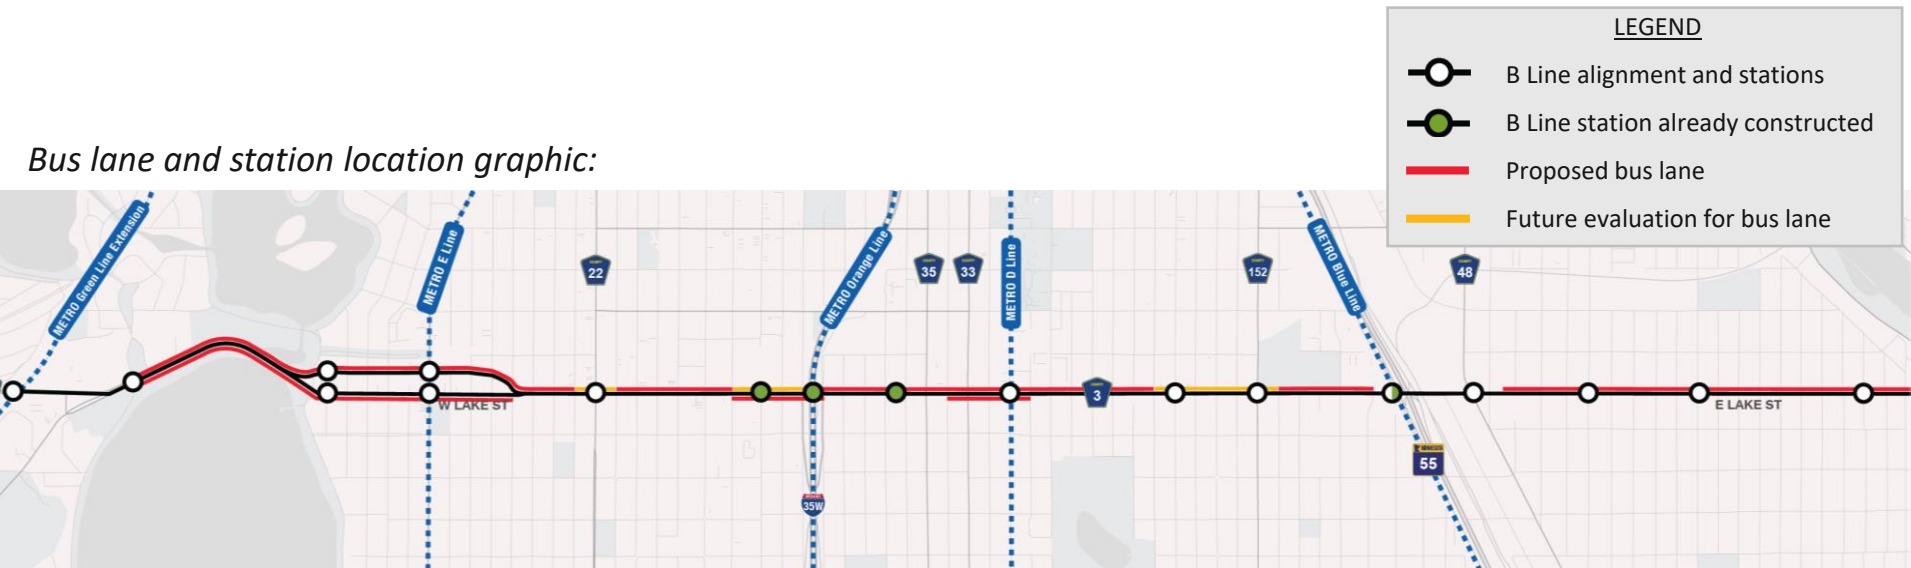 LEGEND
B Line alignment and stations
B Line station already constructed
Proposed bus lane
Future evaluation for bus lane
Bus lane and station location graphic:
METRO Green Line Extension
METRO E Line
22
METRO Orange Line
35
33
METRO D Line
152
METRO Blue Line
48
W LAKE ST
3
E LAKE ST
55
35W